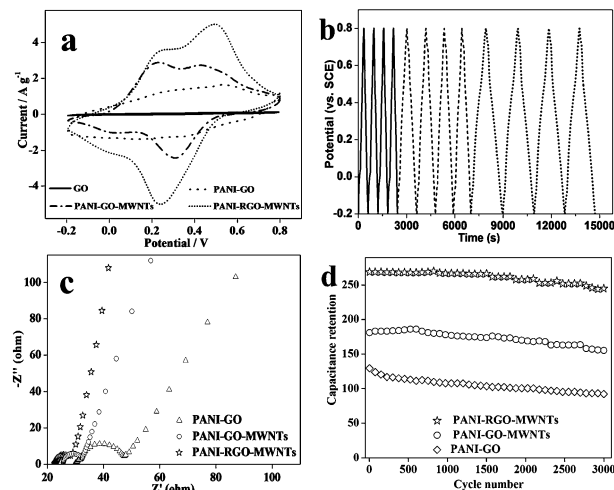 a
4
2
0
-2
-4
Current / A g-1
GO
PANI-GO
PANI-GO-MWNTs
PANI-RGO-MWNTs
-0.2 0.0 0.2 0.4 0.6 0.8
Potential / V
b
0.8
0.6
0.4
0.2
0.0
-0.2
Potential (vs. SCE)
0 3000 6000 9000 12000 15000
Time (s)
c
100
80
60
40
20
0
-Z'' (ohm)
PANI-GO
PANI-GO-MWNTs
PANI-RGO-MWNTs
20 40 60 80 100
Z' (ohm)
d
250
200
150
100
50
0
Capacitance retention
PANI-RGO-MWNTs
PANI-GO-MWNTs
PANI-GO
0 500 1000 1500 2000 2500 3000
Cycle number